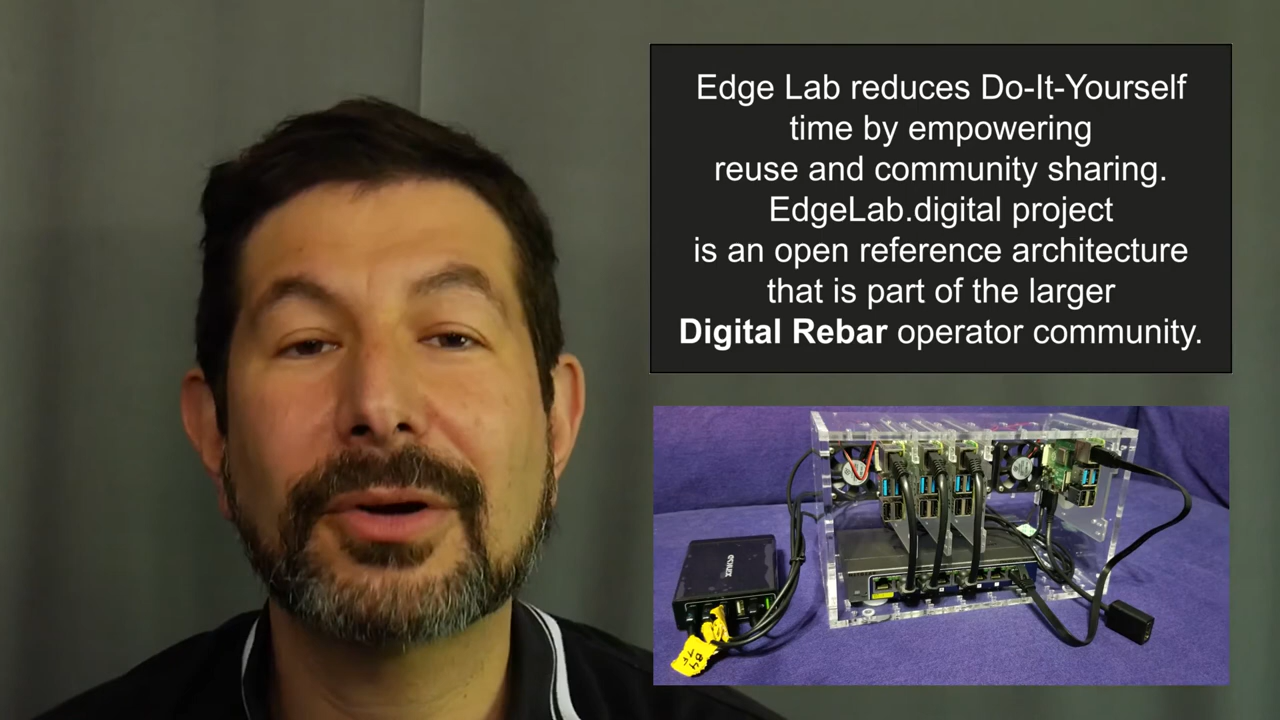 Edge Lab reduces Do-It-Yourself
time by empowering
reuse and community sharing.
EdgeLab.digital project
is an open reference architecture
that is part of the larger
Digital Rebar operator community.